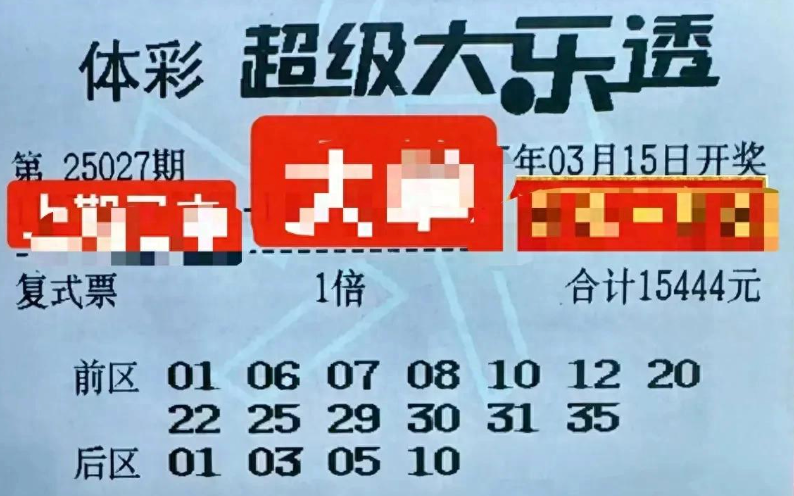 体彩 超级大乐透
第 25027期 年03月15日开奖
大单
复式票 1倍 合计15444元
前区 01 06 07 08 10 12 20
22 25 29 30 31 35
后区 01 03 05 10